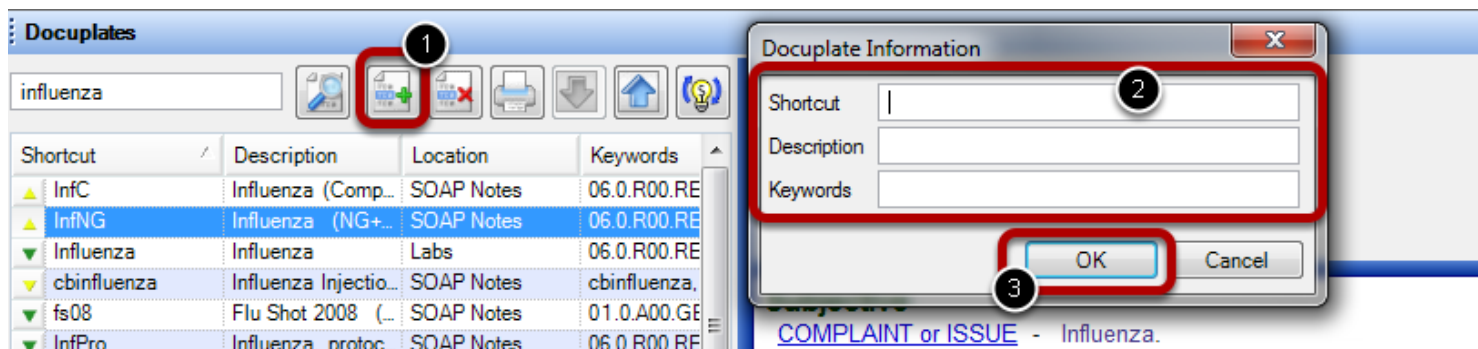 Docuplates
1
influenza
Shortcut Description Location Keywords
InfC Influenza (Comp... SOAP Notes 06.0.R00.RE
InfNG Influenza (NG+... SOAP Notes 06.0.R00.RE
Influenza Influenza Labs 06.0.R00.RE
cbinfluenza Influenza Injectio... SOAP Notes cbinfluenza,
fs08 Flu Shot 2008 (... SOAP Notes 01.0.A00.GE
InfPro Influenza protoc... SOAP Notes 06.0.R00.RE
Docuplate Information
2
Shortcut
Description
Keywords
OK Cancel
3
Subjective
COMPLAINT or ISSUE - Influenza.